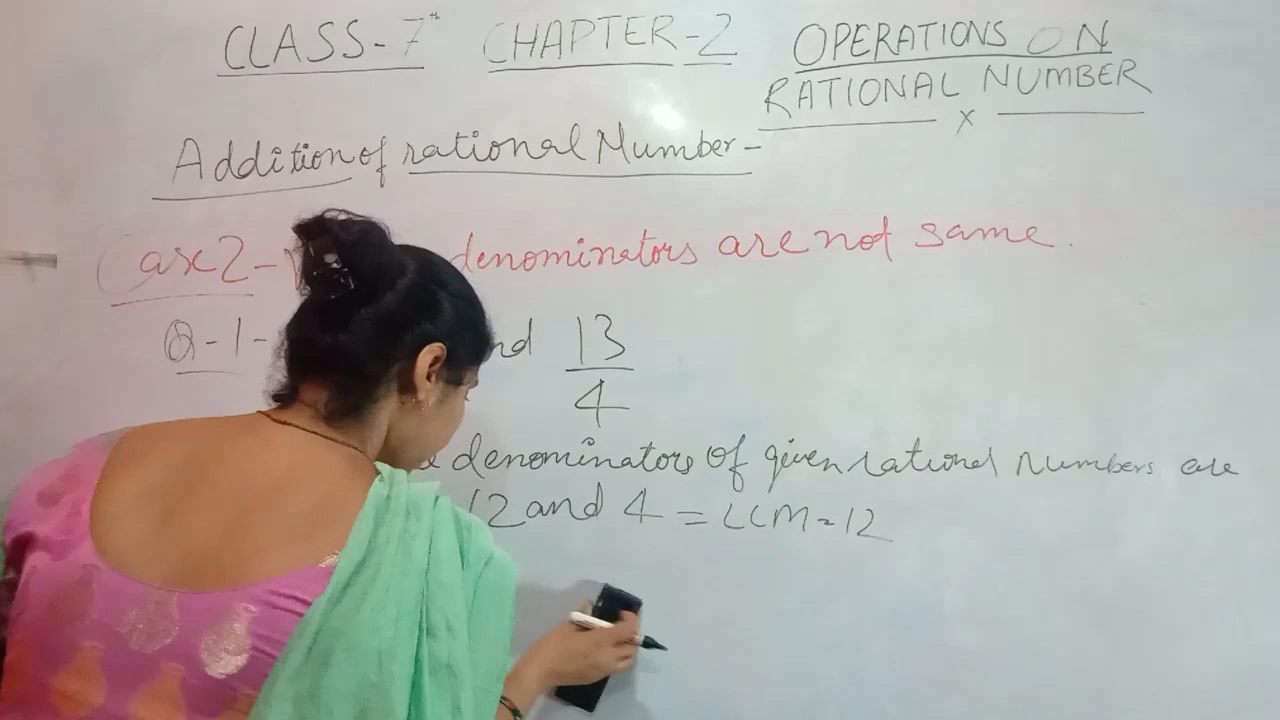 CLASS-7th CHAPTER-2 OPERATIONS ON
RATIONAL NUMBER
x
Addition of rational Number-
Case2- denominators are not same.
Q-1- nd 13/4
denominators of given rational numbers are
12 and 4 = LCM=12